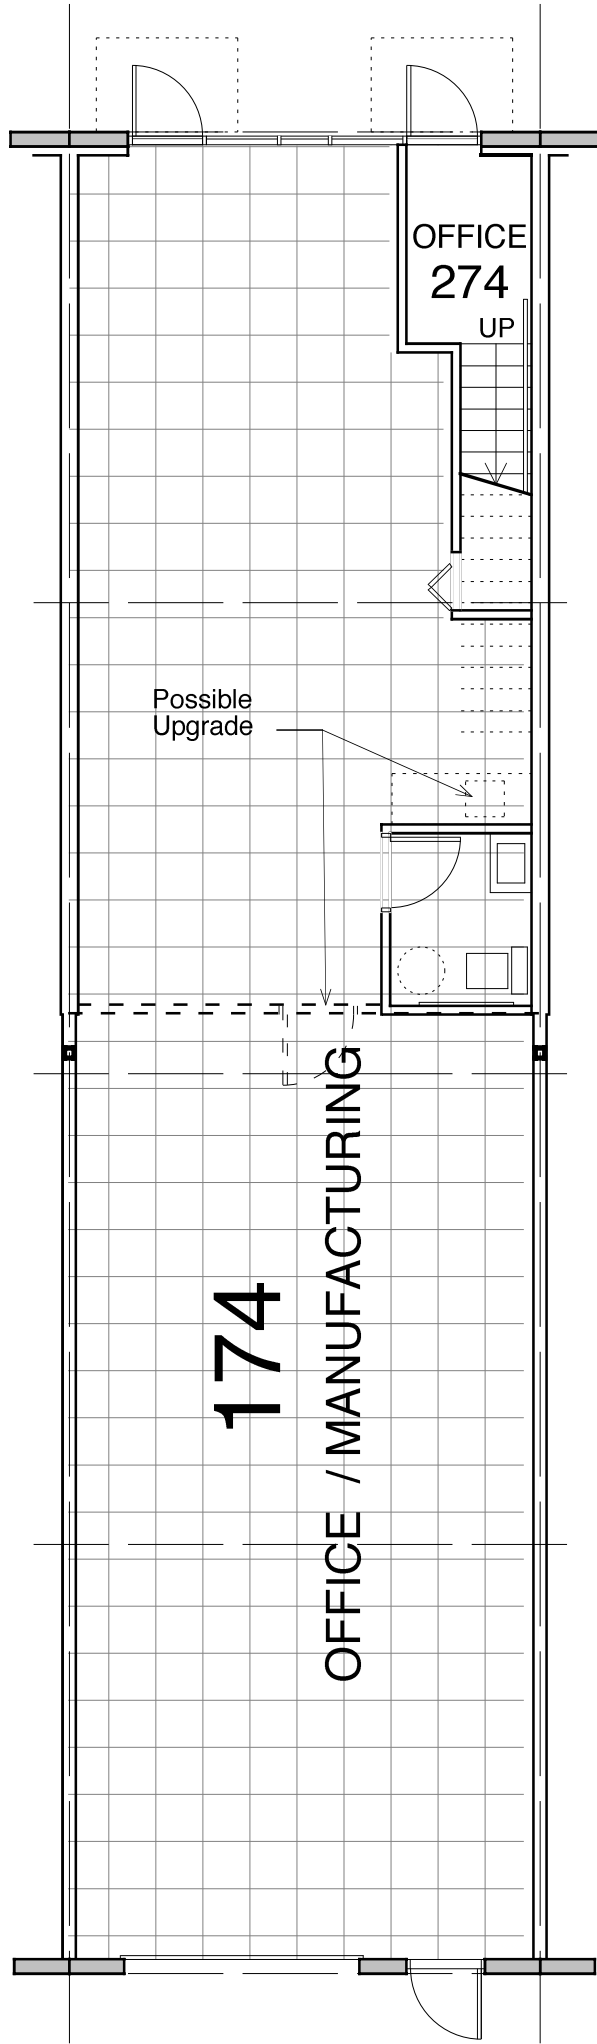 OFFICE
274
UP
Possible
Upgrade
174
OFFICE / MANUFACTURING